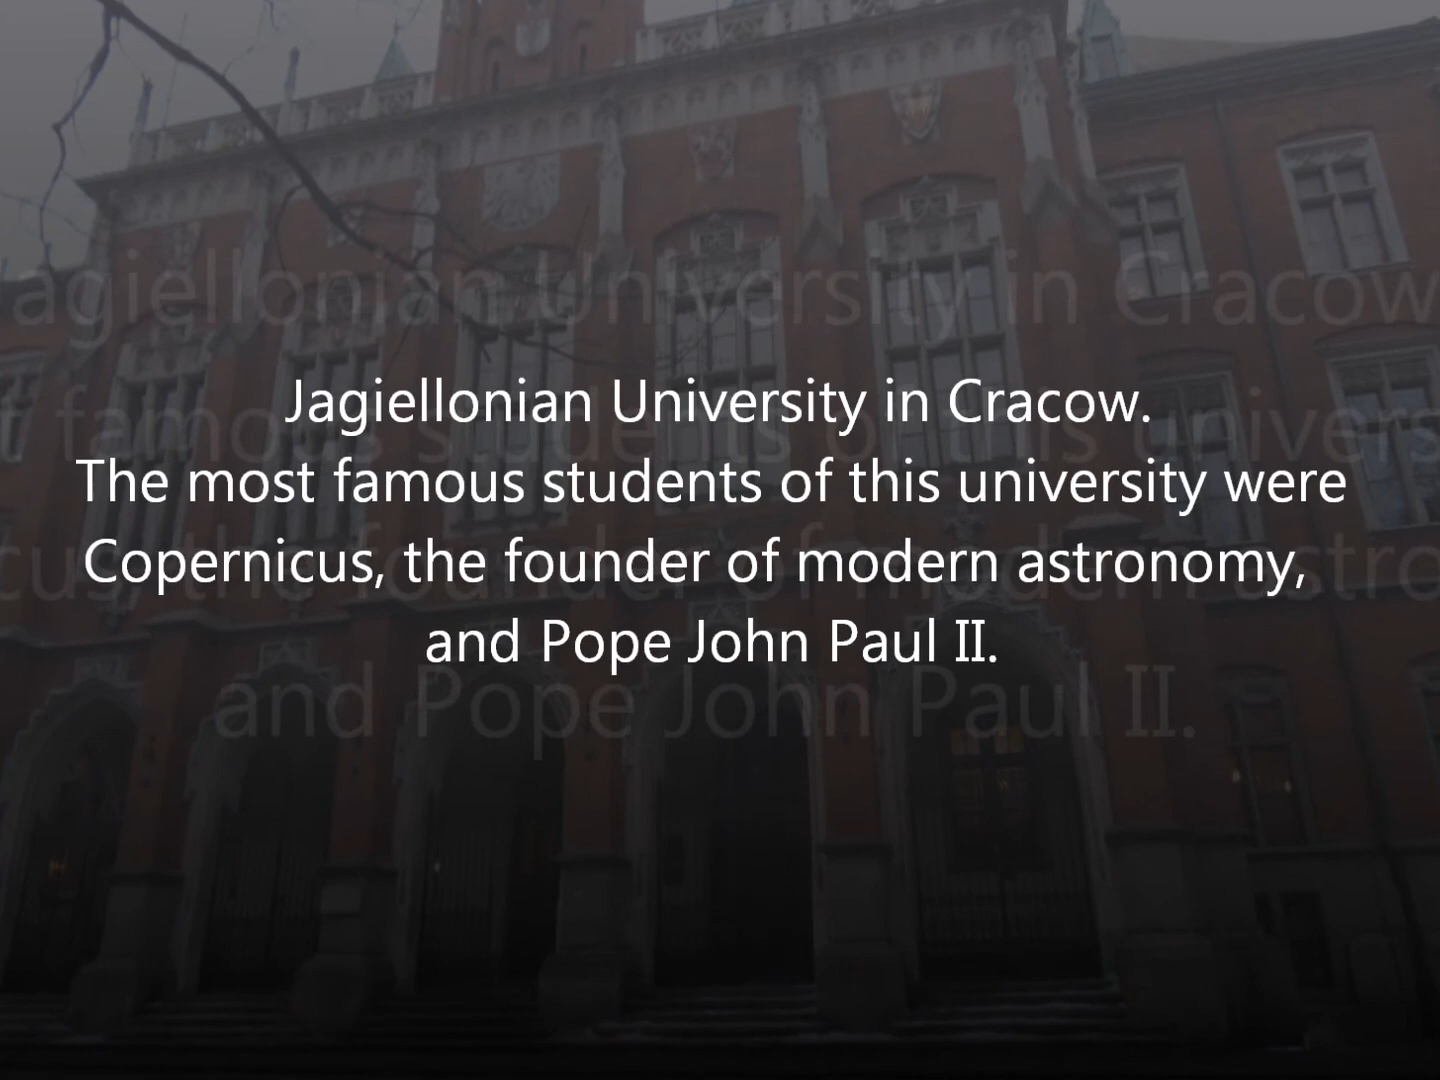 Jagiellonian University in Cracow.
The most famous students of this university were
Copernicus, the founder of modern astronomy,
and Pope John Paul II.